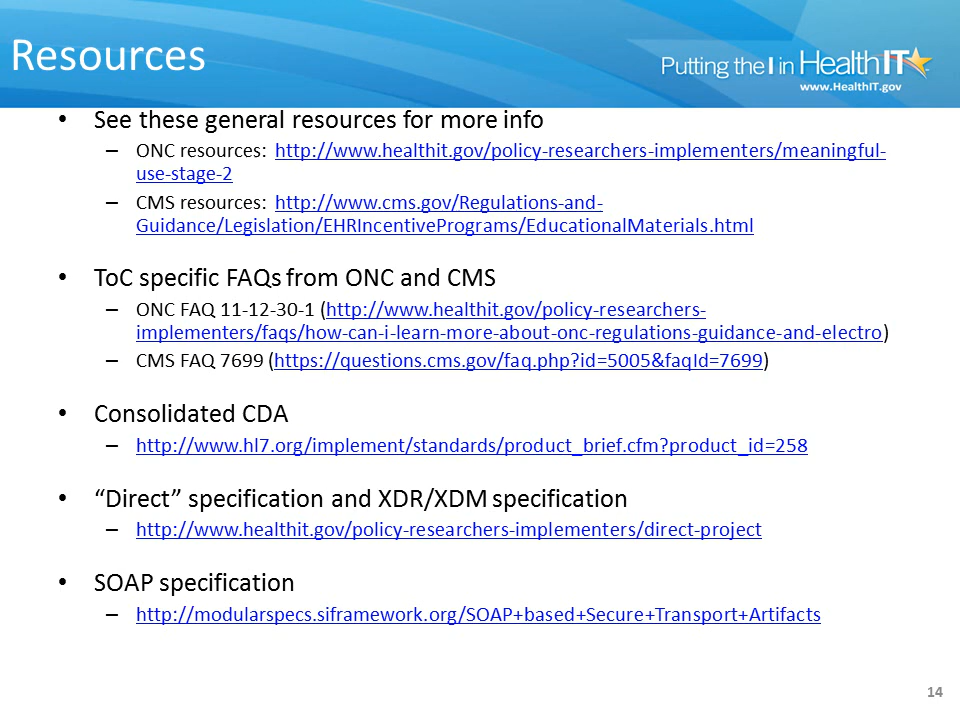 Resources
Putting the I in HealthIT
www.HealthIT.gov
• See these general resources for more info
– ONC resources: http://www.healthit.gov/policy-researchers-implementers/meaningful-
use-stage-2
– CMS resources: http://www.cms.gov/Regulations-and-
Guidance/Legislation/EHRIncentivePrograms/EducationalMaterials.html
• ToC specific FAQs from ONC and CMS
– ONC FAQ 11-12-30-1 (http://www.healthit.gov/policy-researchers-
implementers/faqs/how-can-i-learn-more-about-onc-regulations-guidance-and-electro)
– CMS FAQ 7699 (https://questions.cms.gov/faq.php?id=5005&faqId=7699)
• Consolidated CDA
– http://www.hl7.org/implement/standards/product_brief.cfm?product_id=258
• “Direct” specification and XDR/XDM specification
– http://www.healthit.gov/policy-researchers-implementers/direct-project
• SOAP specification
– http://modularspecs.siframework.org/SOAP+based+Secure+Transport+Artifacts
14